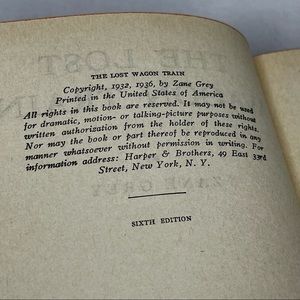 THE LOST WAGON TRAIN
Copyright, 1932, 1936, by Zane Grey
Printed in the United States of America
All rights in this book are reserved. It may not be used
for dramatic, motion- or talking-picture purposes without
written authorization from the holder of these rights.
Nor may the book or part thereof be reproduced in any
manner whatsoever without permission in writing. For
information address: Harper & Brothers, 49 East 33rd
Street, New York, N. Y.
SIXTH EDITION